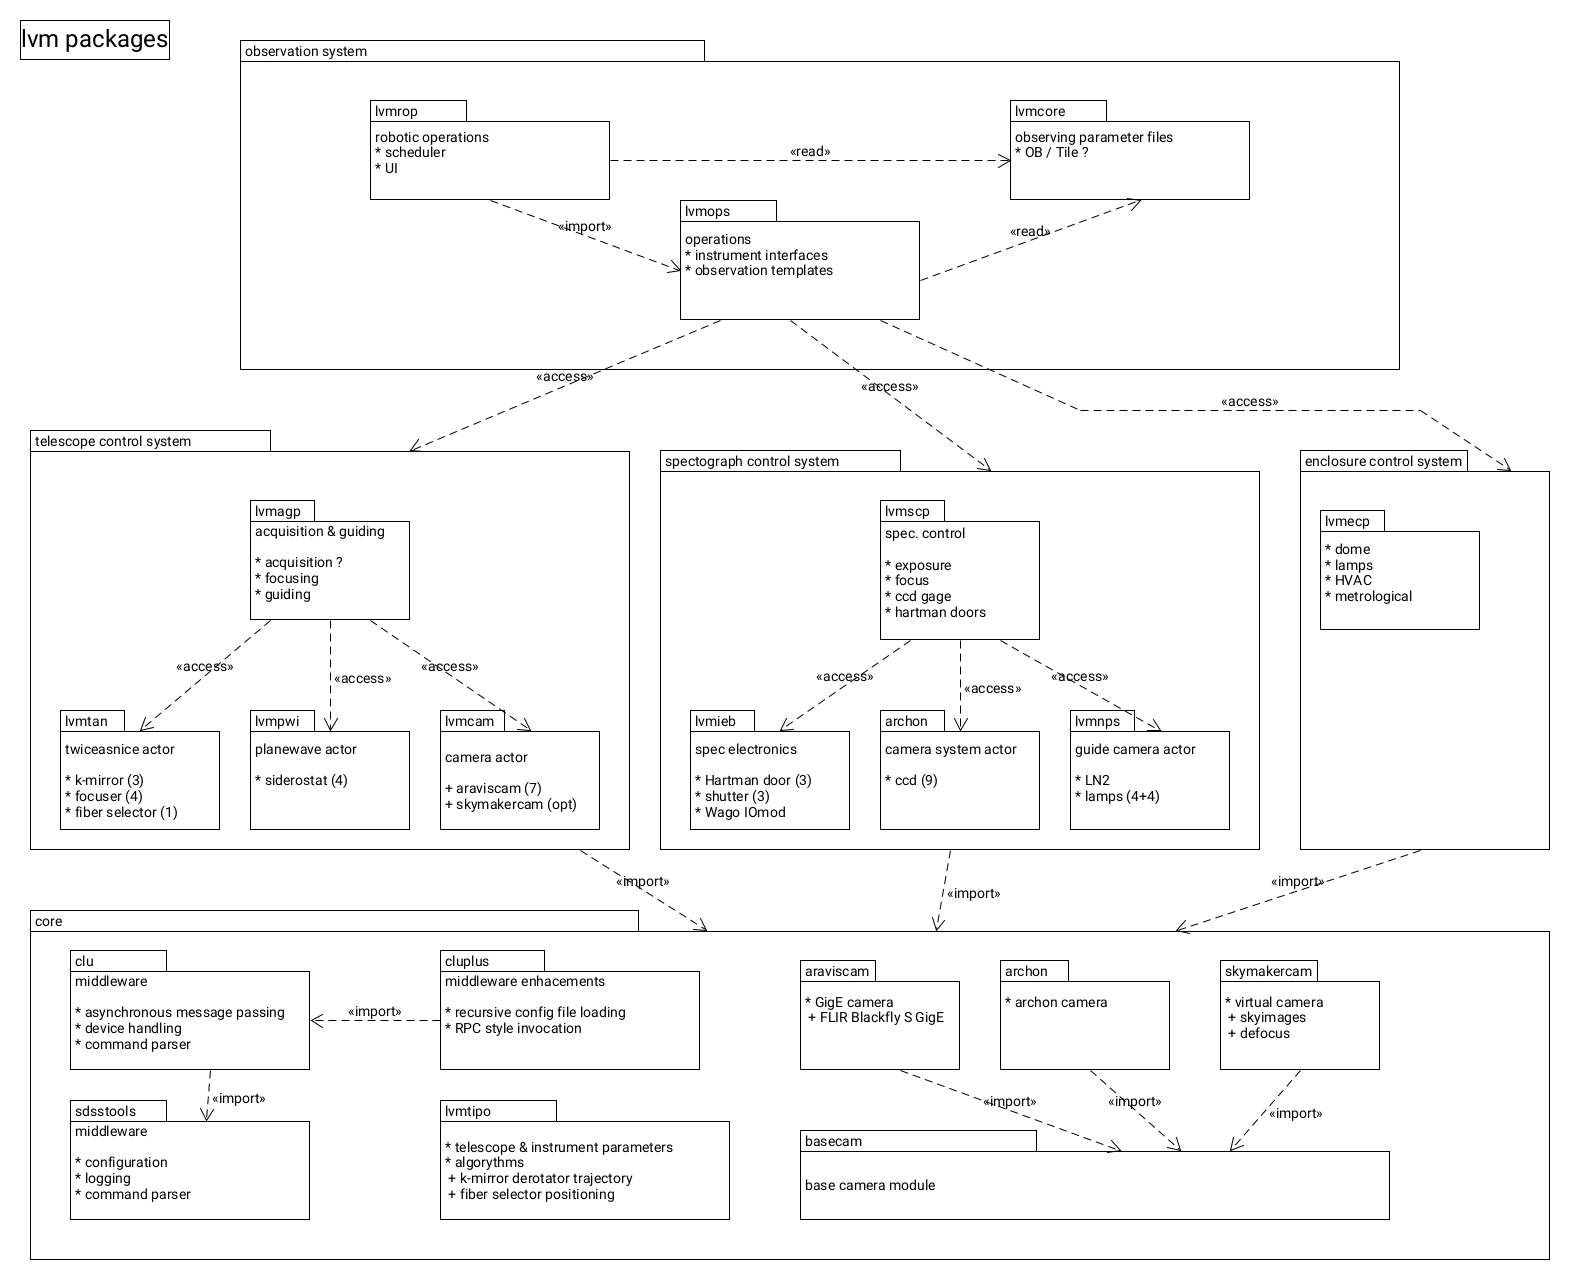 lvm packages
observation system
lvmrop
robotic operations
* scheduler
* UI
«read»
lvmcore
observing parameter files
* OB / Tile ?
«import»
lvmops
operations
* instrument interfaces
* observation templates
«read»
«access»
«access»
«access»
telescope control system
lvmagp
acquisition & guiding
* acquisition ?
* focusing
* guiding
«access»
«access»
«access»
lvmtan
twiceasnice actor
* k-mirror (3)
* focuser (4)
* fiber selector (1)
lvmpwi
planewave actor
* siderostat (4)
lvmcam
camera actor
+ araviscam (7)
+ skymakercam (opt)
spectograph control system
lvmscp
spec. control
* exposure
* focus
* ccd gage
* hartman doors
«access»
«access»
«access»
lvmieb
spec electronics
* Hartman door (3)
* shutter (3)
* Wago IOmod
archon
camera system actor
* ccd (9)
lvmnps
guide camera actor
* LN2
* lamps (4+4)
enclosure control system
lvmecp
* dome
* lamps
* HVAC
* metrological
«import»
«import»
«import»
core
clu
middleware
* asynchronous message passing
* device handling
* command parser
«import»
cluplus
middleware enhacements
* recursive config file loading
* RPC style invocation
«import»
sdsstools
middleware
* configuration
* logging
* command parser
lvmtipo
* telescope & instrument parameters
* algorythms
+ k-mirror derotator trajectory
+ fiber selector positioning
araviscam
* GigE camera
+ FLIR Blackfly S GigE
archon
* archon camera
skymakercam
* virtual camera
+ skyimages
+ defocus
«import»
«import»
«import»
basecam
base camera module